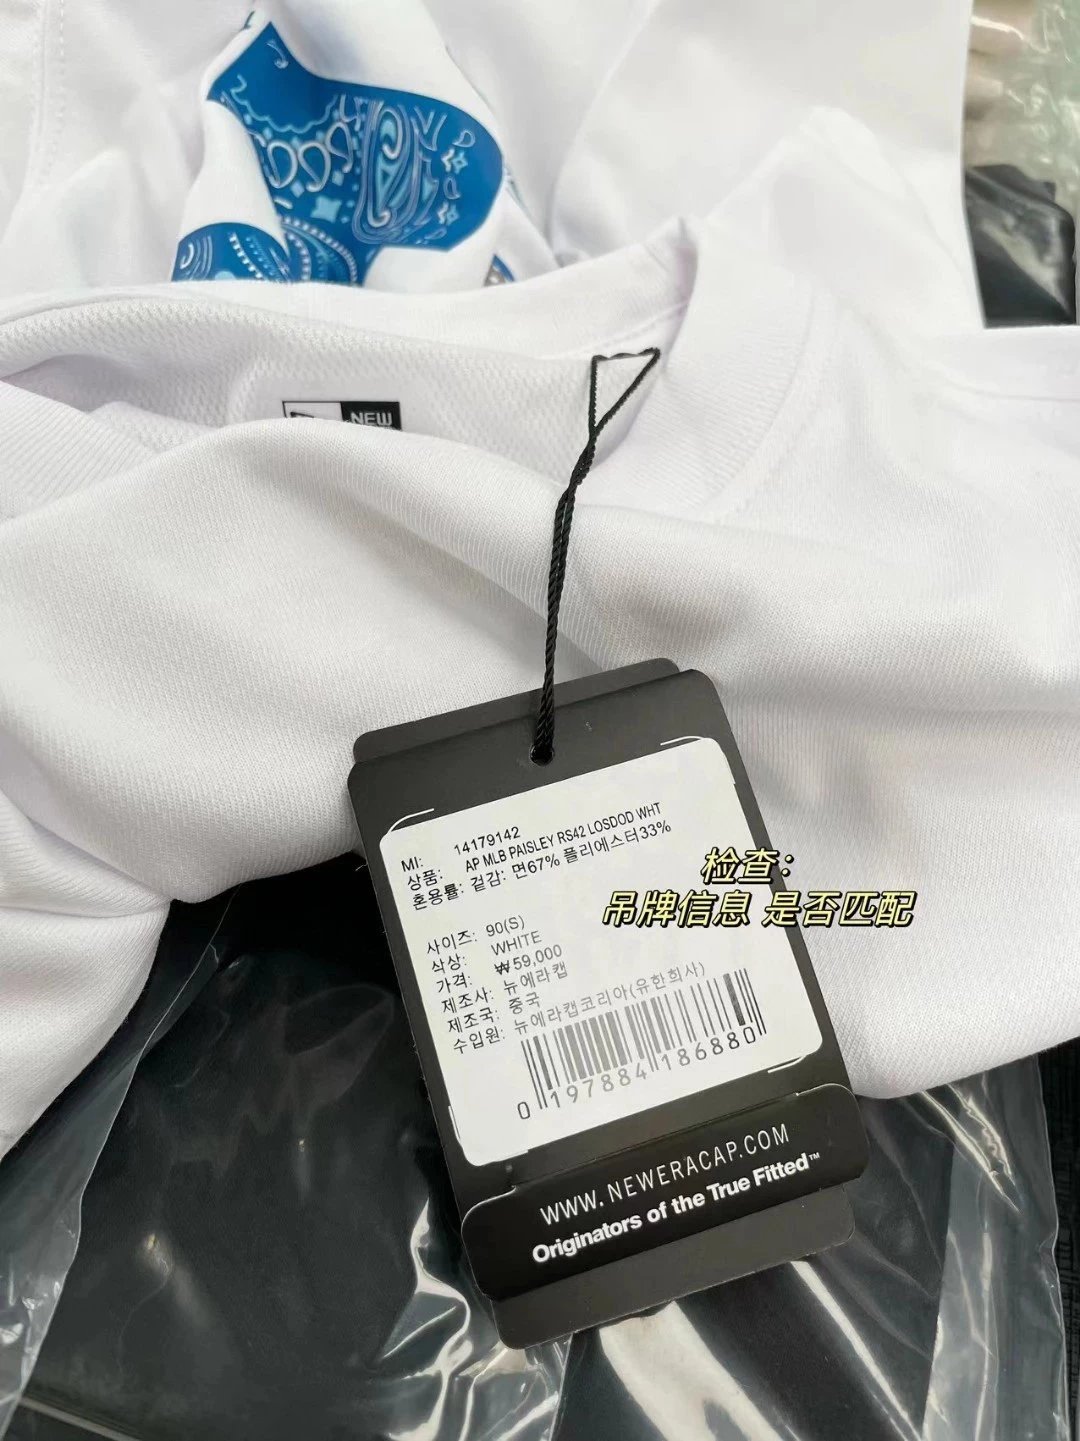 NEW
MI: 14179142
상품: AP MLB PAISLEY RS42 LOSDOD WHT
혼용률: 겉감: 면67% 폴리에스터33%
사이즈: 90(S)
삭상: WHITE
가격: ₩59,000
제조사: 뉴에라캡
제조국: 중국
수입원: 뉴에라캡코리아(유한회사)
0 197884 186880
WWW.NEWERACAP.COM
Originators of the True Fitted™
检查：
吊牌信息 是否匹配